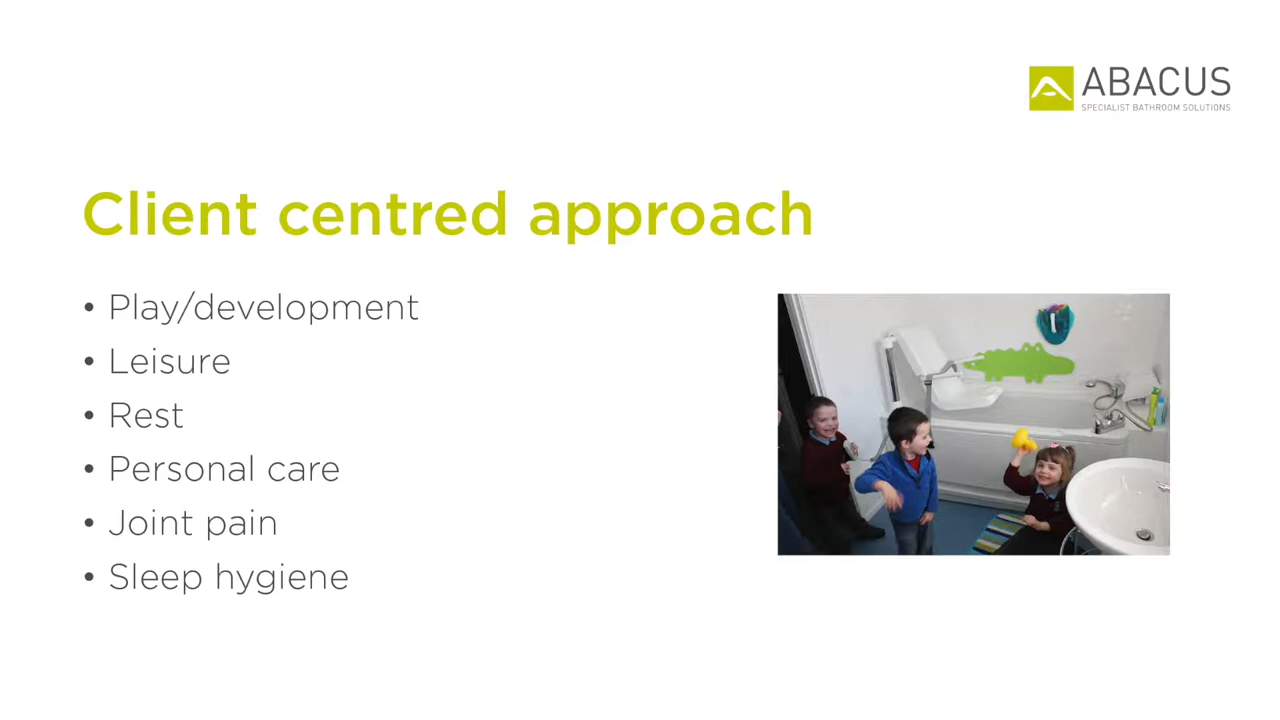 ABACUS
SPECIALIST BATHROOM SOLUTIONS
Client centred approach
• Play/development
• Leisure
• Rest
• Personal care
• Joint pain
• Sleep hygiene